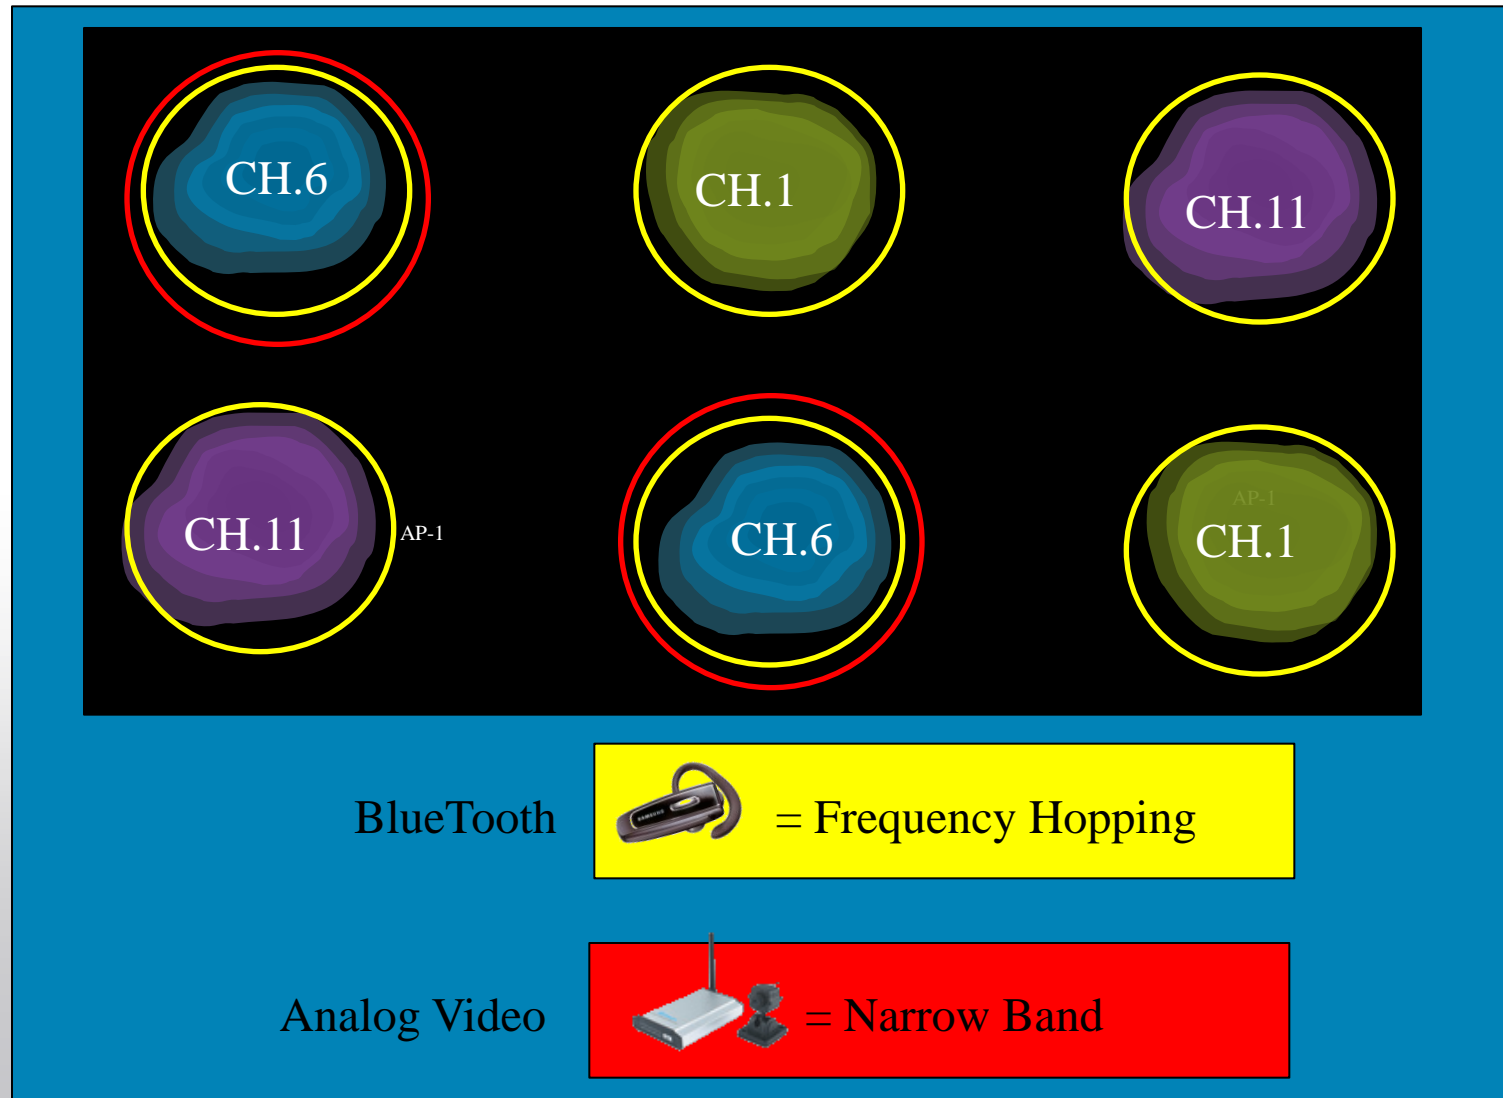 CH.6
CH.1
CH.11
CH.11
AP-1
CH.6
AP-1
CH.1
BlueTooth
SAMSUNG
= Frequency Hopping
Analog Video
= Narrow Band